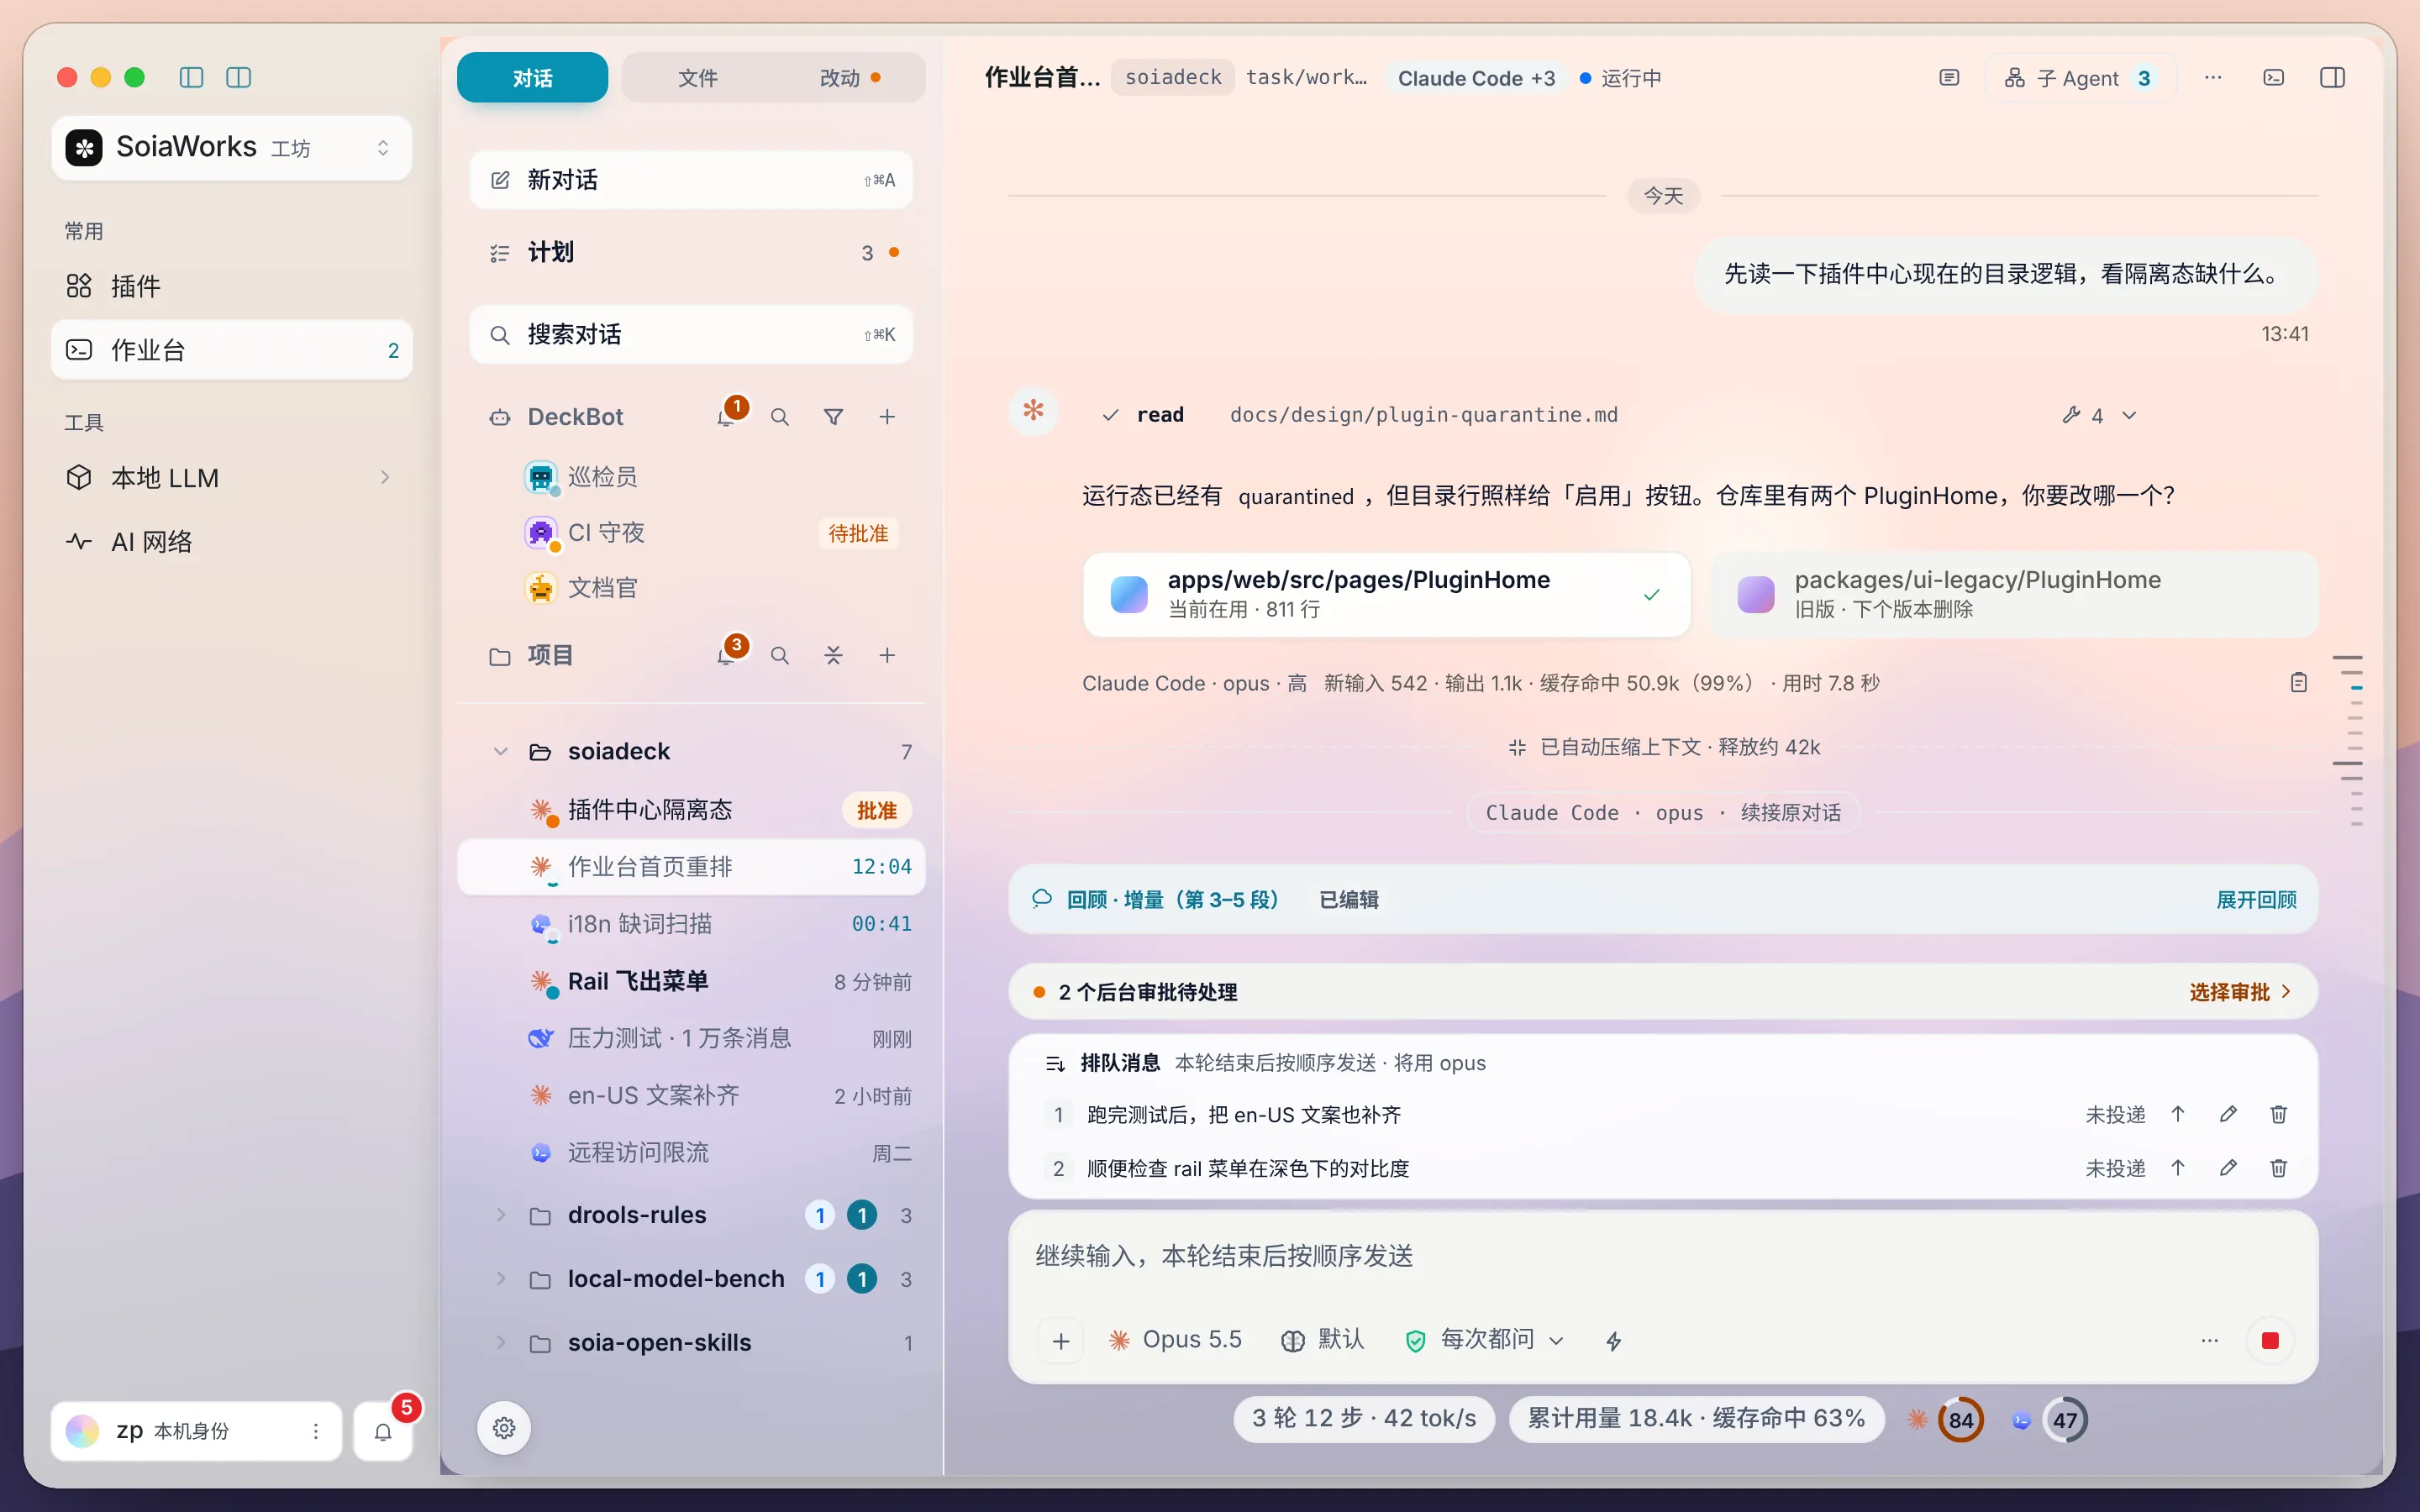 SoiaWorks 工坊
常用
插件
作业台 2
工具
本地 LLM
AI 网络
zp 本机身份
5
对话 文件 改动
新对话 ⇧⌘A
计划 3
搜索对话 ⇧⌘K
DeckBot 1
巡检员
CI 守夜 待批准
文档官
项目 3
soiadeck 7
插件中心隔离态 批准
作业台首页重排 12:04
i18n 缺词扫描 00:41
Rail 飞出菜单 8 分钟前
压力测试 · 1 万条消息 刚刚
en-US 文案补齐 2 小时前
远程访问限流 周二
drools-rules 1 1 3
local-model-bench 1 1 3
soia-open-skills 1
作业台首… soiadeck task/work… Claude Code +3 运行中 子 Agent 3
今天
先读一下插件中心现在的目录逻辑，看隔离态缺什么。
13:41
read docs/design/plugin-quarantine.md 4
运行态已经有 quarantined ，但目录行照样给「启用」按钮。仓库里有两个 PluginHome，你要改哪一个？
apps/web/src/pages/PluginHome
当前在用 · 811 行
packages/ui-legacy/PluginHome
旧版 · 下个版本删除
Claude Code · opus · 高 新输入 542 · 输出 1.1k · 缓存命中 50.9k（99%） · 用时 7.8 秒
已自动压缩上下文 · 释放约 42k
Claude Code · opus · 续接原对话
回顾 · 增量（第 3–5 段） 已编辑 展开回顾
2 个后台审批待处理 选择审批
排队消息 本轮结束后按顺序发送 · 将用 opus
1 跑完测试后，把 en-US 文案也补齐 未投递
2 顺便检查 rail 菜单在深色下的对比度 未投递
继续输入，本轮结束后按顺序发送
Opus 5.5 默认 每次都问
3 轮 12 步 · 42 tok/s 累计用量 18.4k · 缓存命中 63% 84 47